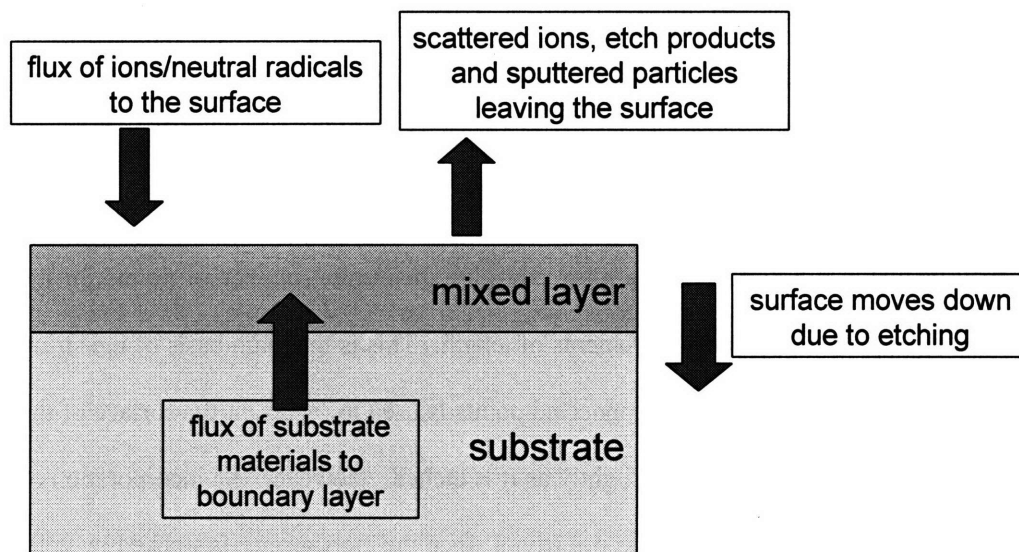 flux of ions/neutral radicals
to the surface
scattered ions, etch products
and sputtered particles
leaving the surface
mixed layer
surface moves down
due to etching
flux of substrate
materials to
boundary layer
substrate